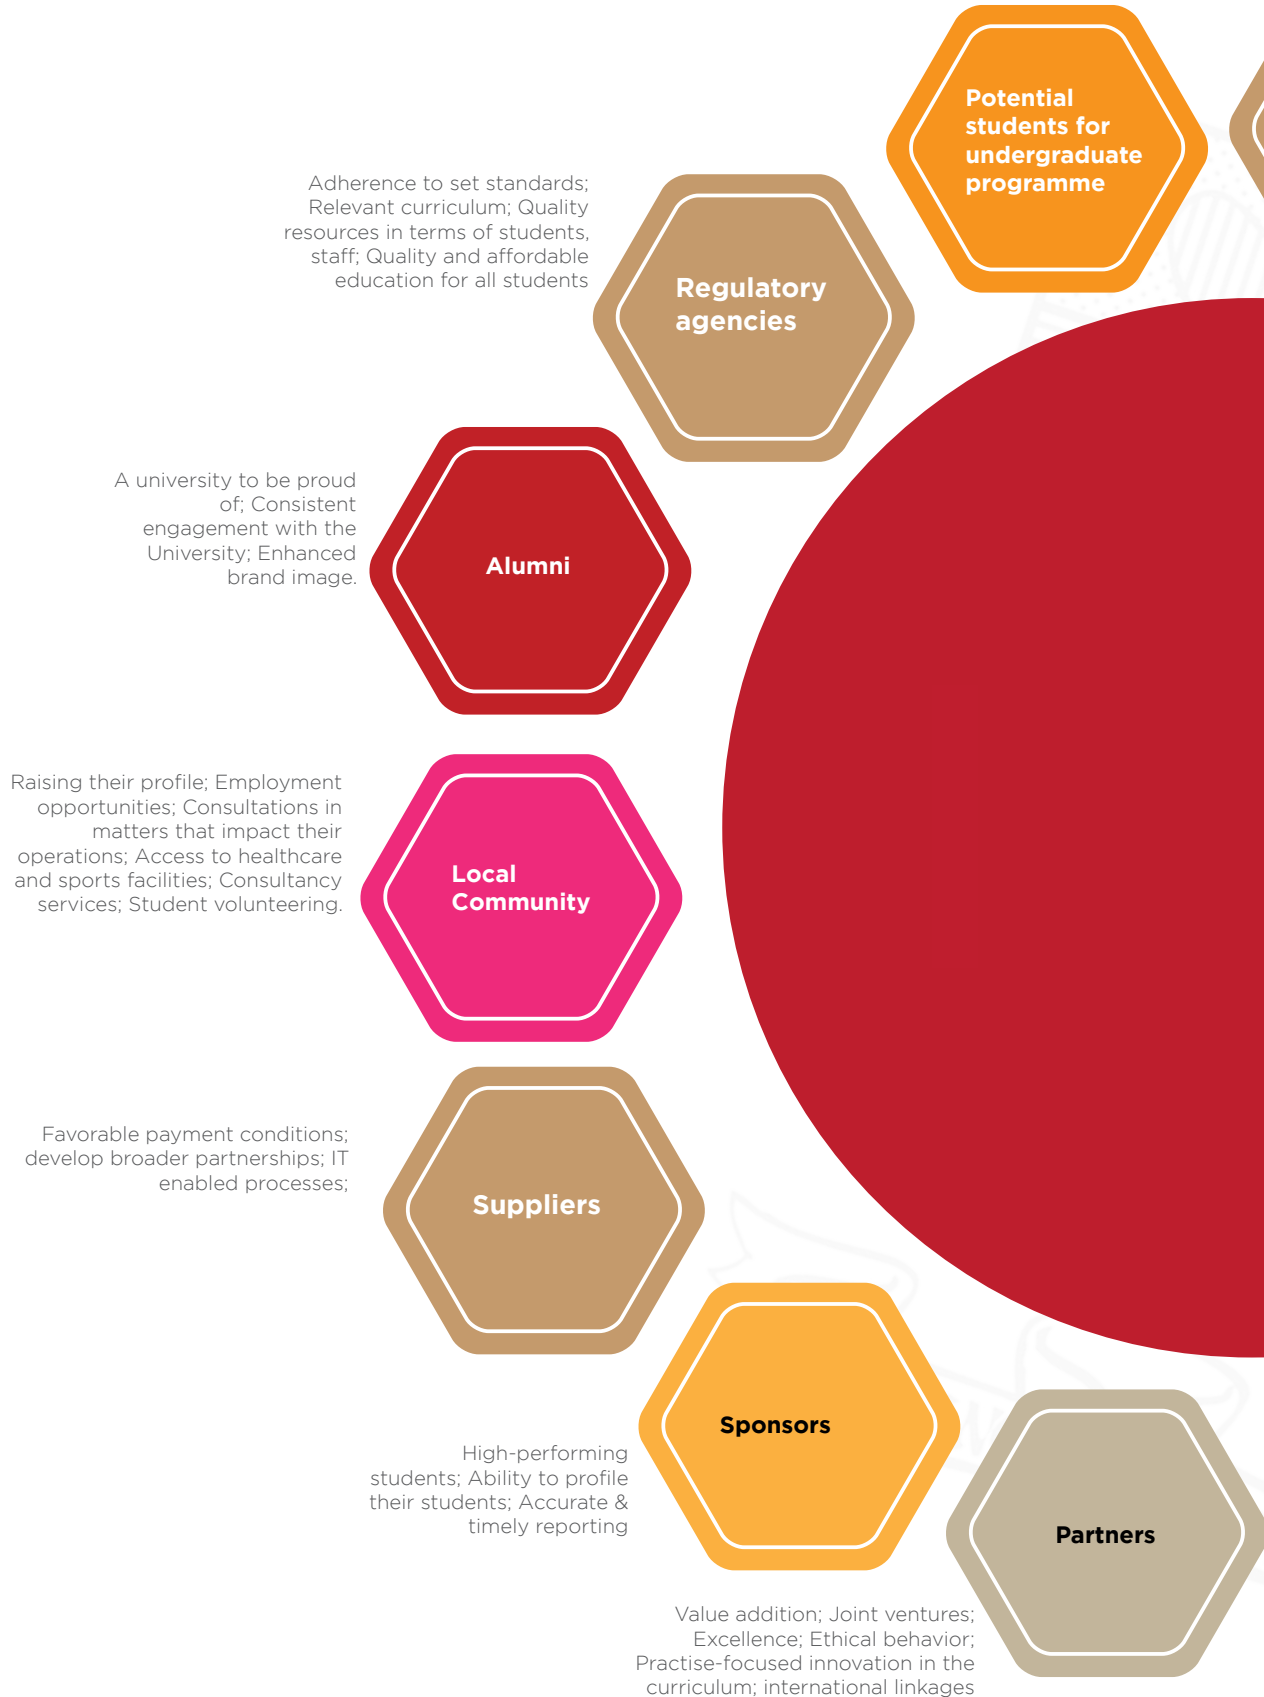 Potential
students for
undergraduate
programme
Adherence to set standards;
Relevant curriculum; Quality
resources in terms of students,
staff; Quality and affordable
education for all students
Regulatory
agencies
A university to be proud
of; Consistent
engagement with the
University; Enhanced
brand image.
Alumni
Raising their profile; Employment
opportunities; Consultations in
matters that impact their
operations; Access to healthcare
and sports facilities; Consultancy
services; Student volunteering.
Local
Community
Favorable payment conditions;
develop broader partnerships; IT
enabled processes;
Suppliers
Sponsors
High-performing
students; Ability to profile
their students; Accurate &
timely reporting
Partners
Value addition; Joint ventures;
Excellence; Ethical behavior;
Practise-focused innovation in the
curriculum; international linkages